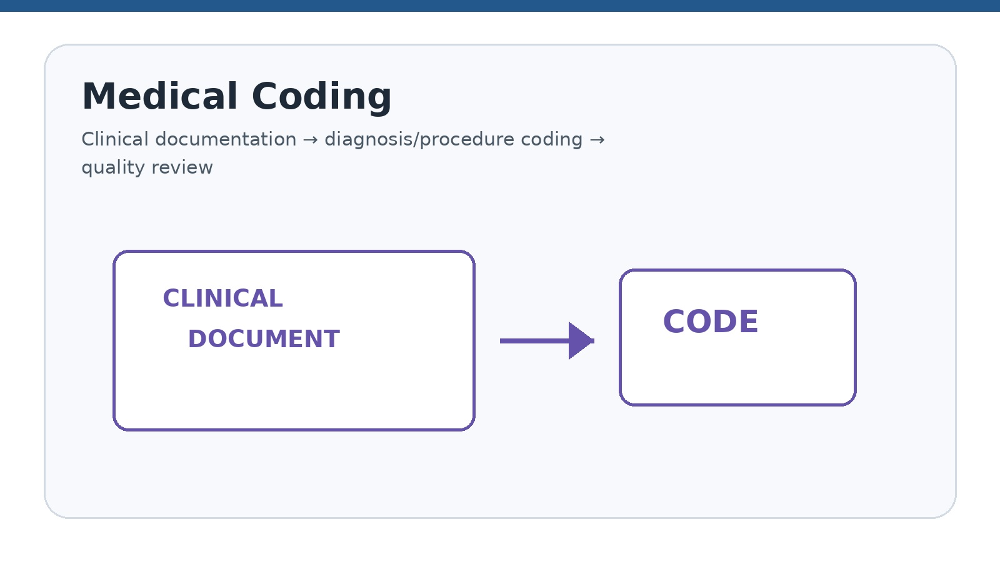 Medical Coding
Clinical documentation → diagnosis/procedure coding →
quality review
CLINICAL
DOCUMENT
CODE